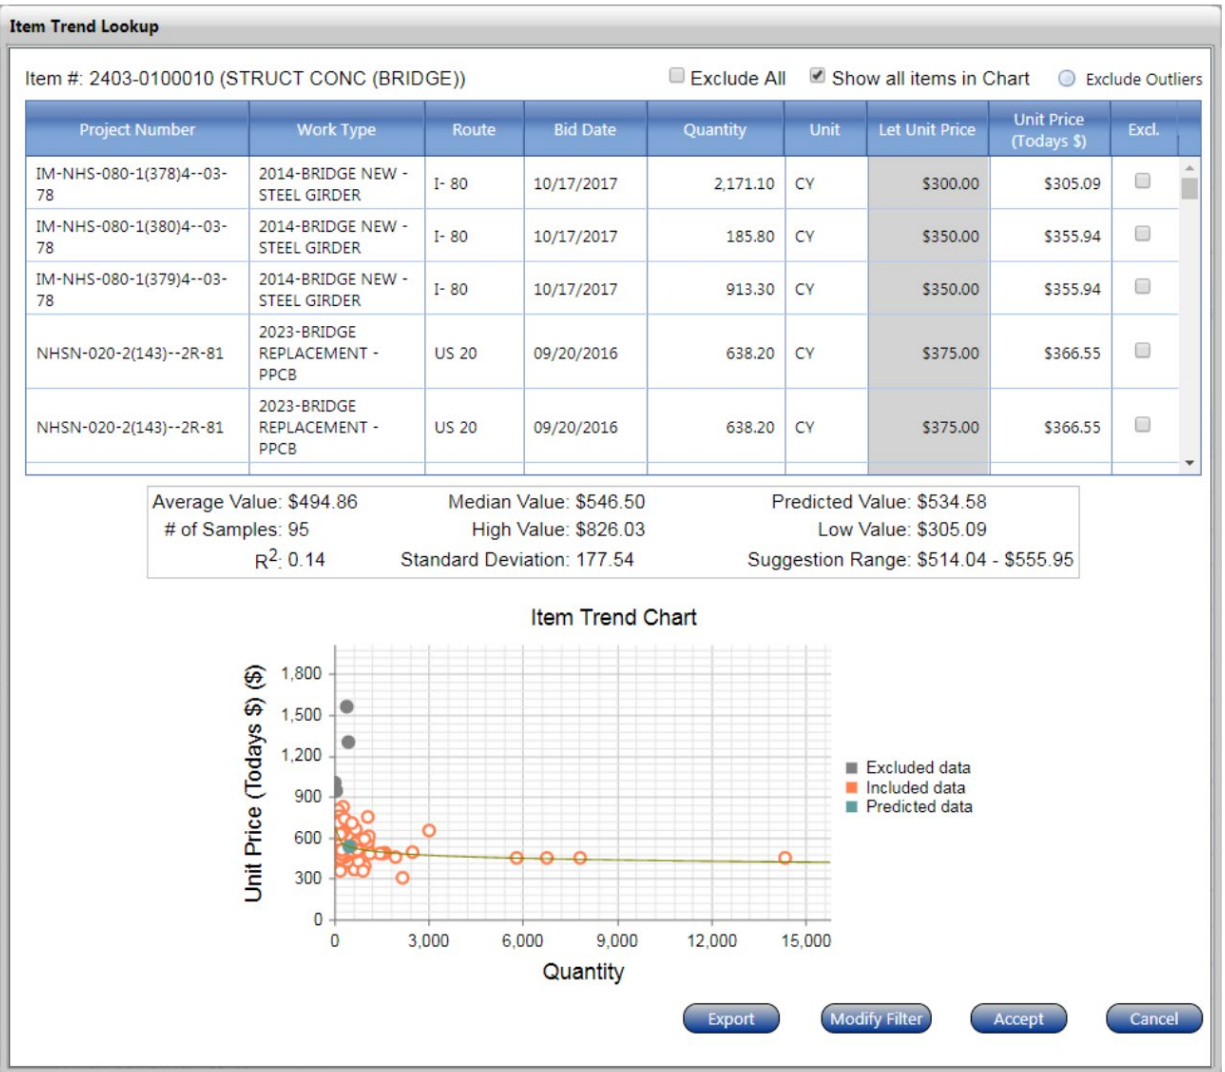 Item Trend Lookup
Item #: 2403-0100010 (STRUCT CONC (BRIDGE))
Exclude All
Show all items in Chart
Exclude Outliers
Project Number Work Type Route Bid Date Quantity Unit Let Unit Price Unit Price (Todays $) Excl.
IM-NHS-080-1(378)4--03-
78
2014-BRIDGE NEW -
STEEL GIRDER
I- 80 10/17/2017 2,171.10 CY $300.00 $305.09
IM-NHS-080-1(380)4--03-
78
2014-BRIDGE NEW -
STEEL GIRDER
I- 80 10/17/2017 185.80 CY $350.00 $355.94
IM-NHS-080-1(379)4--03-
78
2014-BRIDGE NEW -
STEEL GIRDER
I- 80 10/17/2017 913.30 CY $350.00 $355.94
NHSN-020-2(143)--2R-81
2023-BRIDGE
REPLACEMENT -
PPCB
US 20 09/20/2016 638.20 CY $375.00 $366.55
NHSN-020-2(143)--2R-81
2023-BRIDGE
REPLACEMENT -
PPCB
US 20 09/20/2016 638.20 CY $375.00 $366.55
Average Value: $494.86 Median Value: $546.50 Predicted Value: $534.58
# of Samples: 95 High Value: $826.03 Low Value: $305.09
R2: 0.14 Standard Deviation: 177.54 Suggestion Range: $514.04 - $555.95
Item Trend Chart
Unit Price (Todays $) ($)
1,800
1,500
1,200
900
600
300
0
0 3,000 6,000 9,000 12,000 15,000
Quantity
Excluded data
Included data
Predicted data
Export Modify Filter Accept Cancel